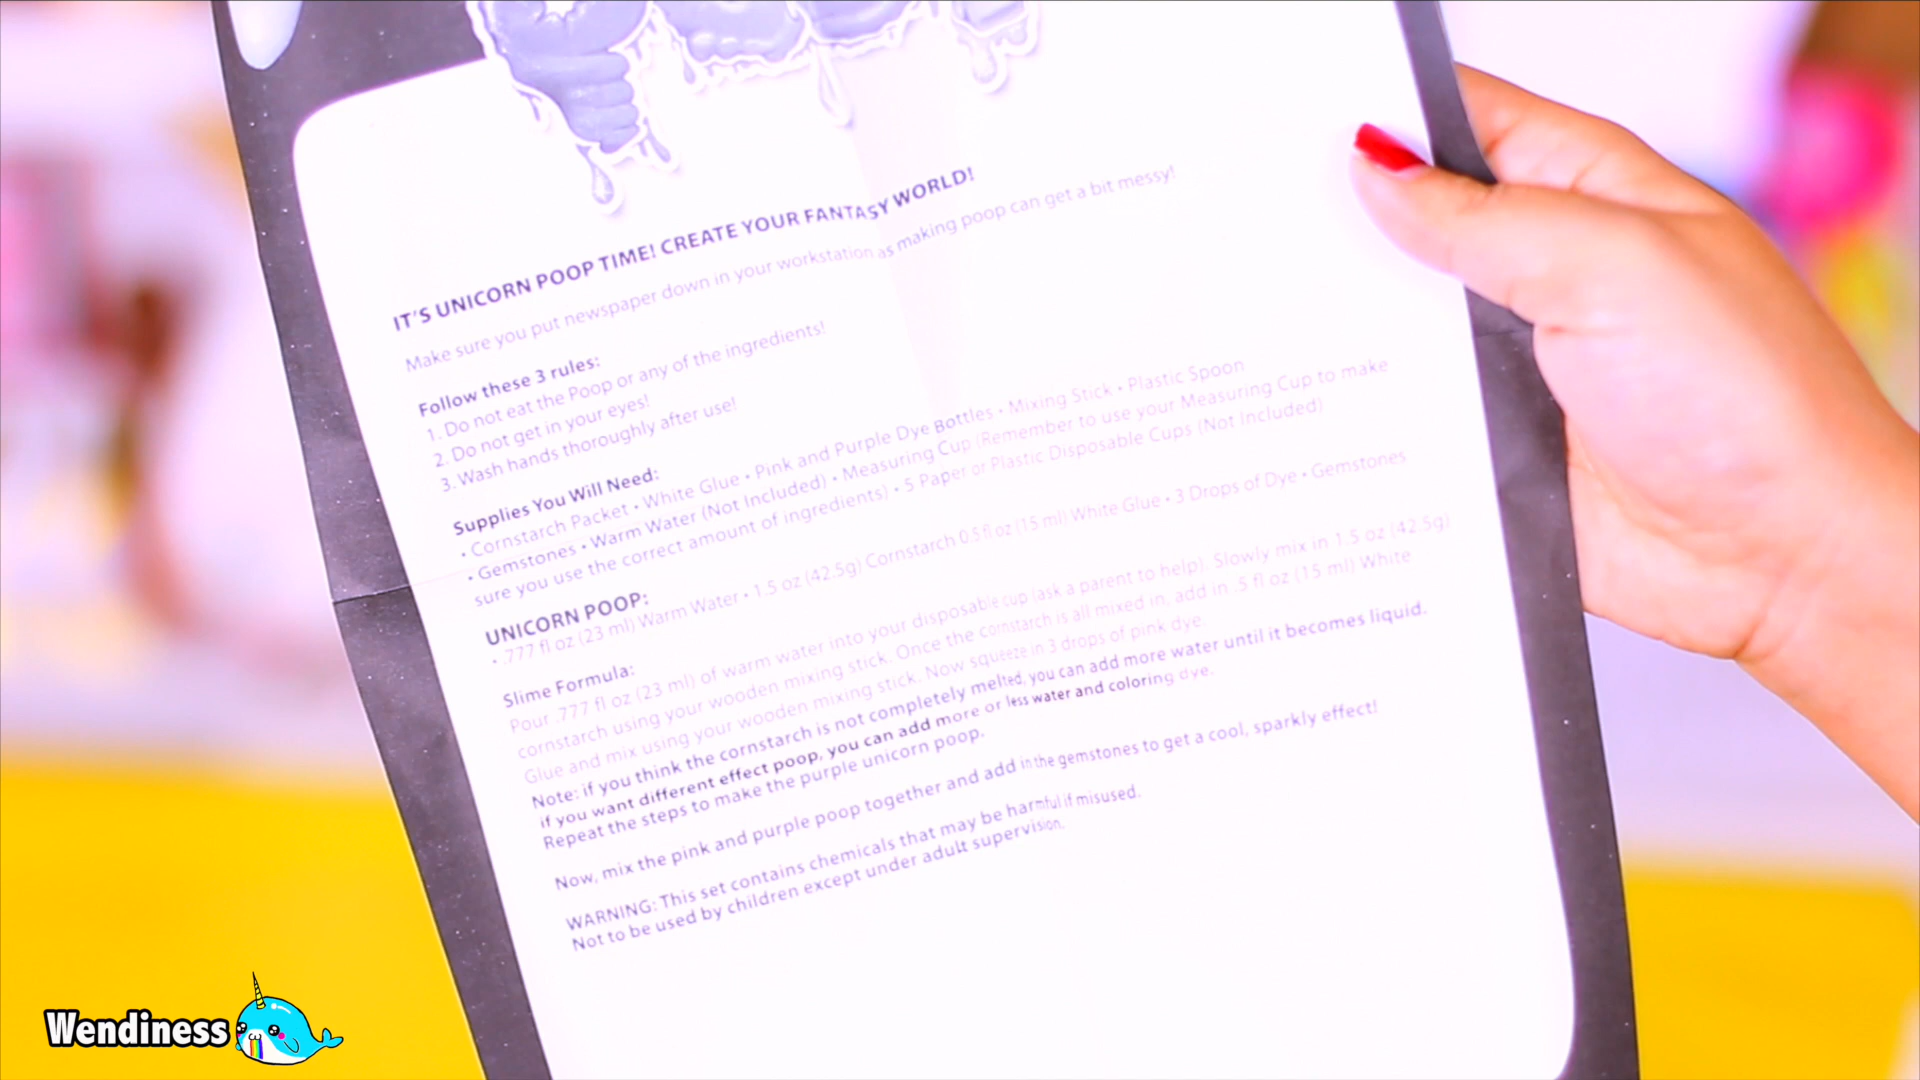 IT'S UNICORN POOP TIME! CREATE YOUR FANTASY WORLD!
Make sure you put newspaper down in your workstation as making poop can get a bit messy!
Follow these 3 rules:
1. Do not eat the Poop or any of the ingredients!
2. Do not get in your eyes!
3. Wash hands thoroughly after use!
Supplies You Will Need:
• Cornstarch Packet • White Glue • Pink and Purple Dye Bottles • Mixing Stick • Plastic Spoon
• Gemstones • Warm Water (Not Included) • Measuring Cup (Remember to use your Measuring Cup to make
sure you use the correct amount of ingredients) • 5 Paper or Plastic Disposable Cups (Not Included)
UNICORN POOP:
• .777 fl oz (23 ml) Warm Water • 1.5 oz (42.5g) Cornstarch 0.5 fl oz (15 ml) White Glue • 3 Drops of Dye • Gemstones
Slime Formula:
Pour .777 fl oz (23 ml) of warm water into your disposable cup (ask a parent to help). Slowly mix in 1.5 oz (42.5g)
cornstarch using your wooden mixing stick. Once the cornstarch is all mixed in, add in .5 fl oz (15 ml) White
Glue and mix using your wooden mixing stick. Now squeeze in 3 drops of pink dye.
Note: if you think the cornstarch is not completely melted, you can add more water until it becomes liquid.
if you want different effect poop, you can add more or less water and coloring dye.
Repeat the steps to make the purple unicorn poop.
Now, mix the pink and purple poop together and add in the gemstones to get a cool, sparkly effect!
WARNING: This set contains chemicals that may be harmful if misused.
Not to be used by children except under adult supervision.
Wendiness